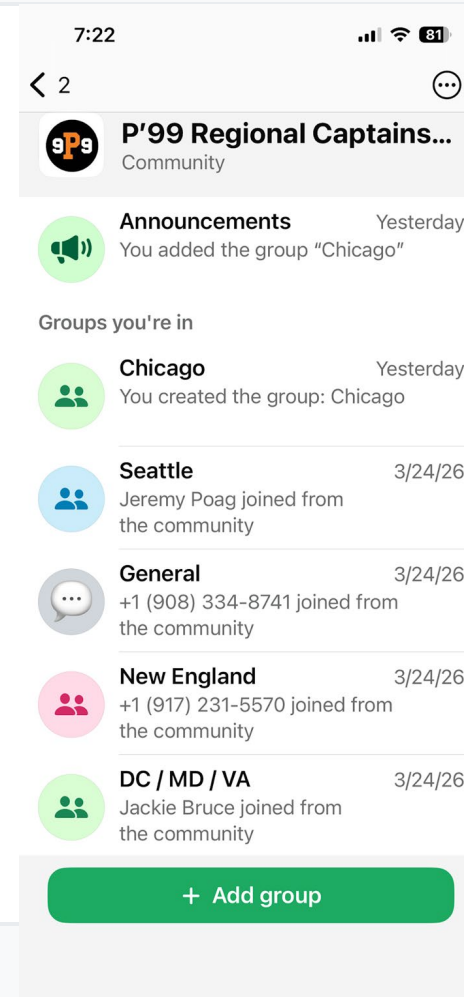 7:22
81
2
9P9
P’99 Regional Captains...
Community
Announcements
Yesterday
You added the group “Chicago”
Groups you're in
Chicago
Yesterday
You created the group: Chicago
Seattle
3/24/26
Jeremy Poag joined from
the community
General
3/24/26
+1 (908) 334-8741 joined from
the community
New England
3/24/26
+1 (917) 231-5570 joined from
the community
DC / MD / VA
3/24/26
Jackie Bruce joined from
the community
+ Add group